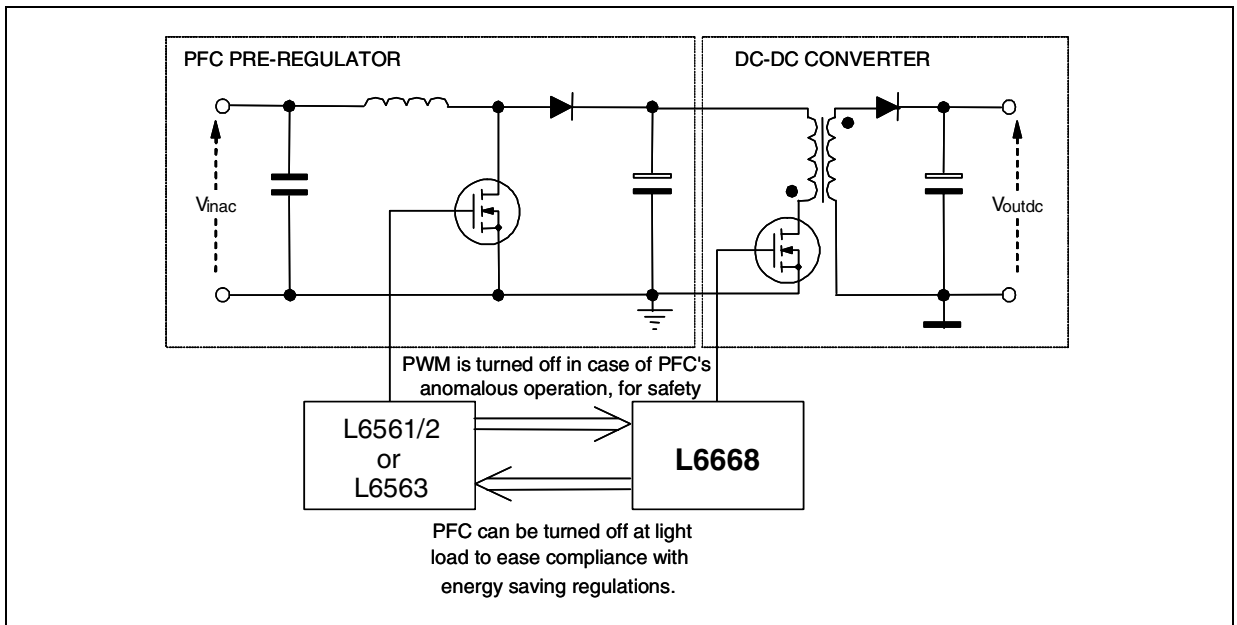 PFC PRE-REGULATOR
DC-DC CONVERTER
Vinac
Voutdc
PWM is turned off in case of PFC's
anomalous operation, for safety
L6561/2
or
L6563
L6668
PFC can be turned off at light
load to ease compliance with
energy saving regulations.